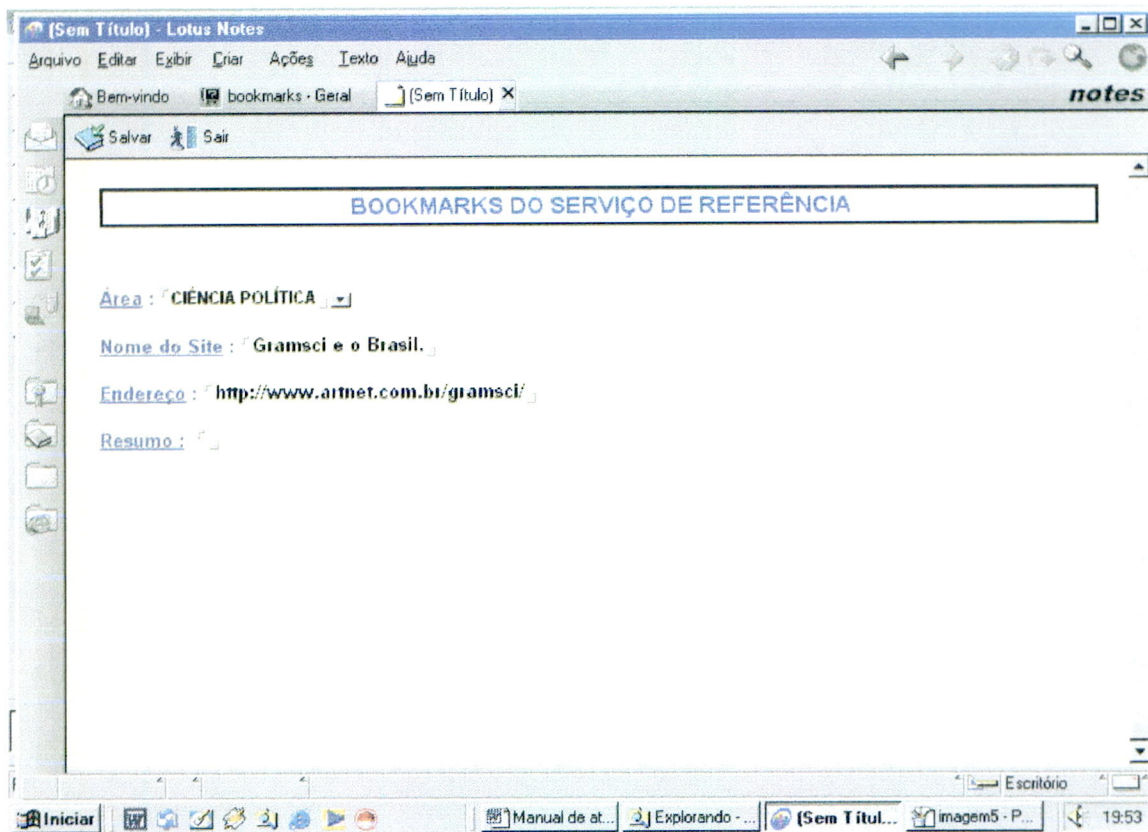 (Sem Título) - Lotus Notes
Arquivo Editar Exibir Criar Ações Texto Ajuda
Bem-vindo bookmarks - Geral (Sem Título) X
notes
Salvar Sair
BOOKMARKS DO SERVIÇO DE REFERÊNCIA
Área : CIÊNCIA POLÍTICA
Nome do Site : Gramsci e o Brasil.
Endereço : http://www.artnet.com.br/gramsci/
Resumo :
Escritório
Iniciar Manual de at... Explorando - ... (Sem Títul... imagem5 - P... 19:53